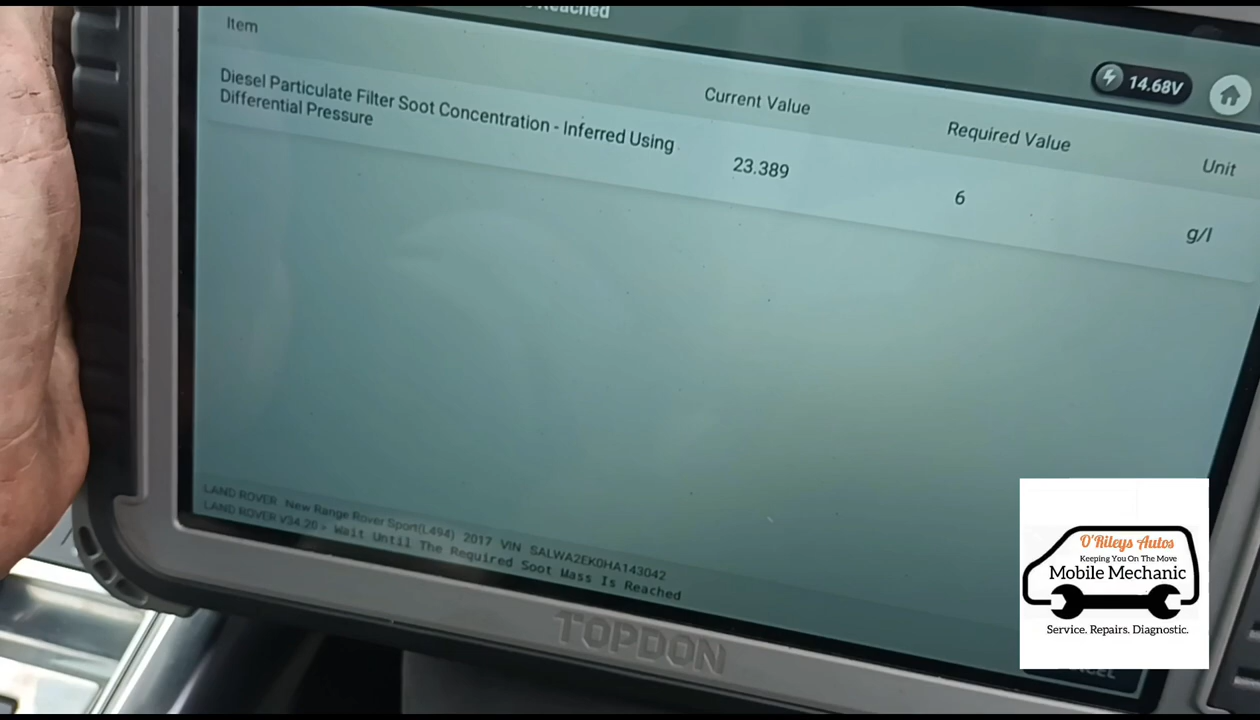 Reached
Item
Current Value
Required Value
Unit
14.68V
Diesel Particulate Filter Soot Concentration - Inferred Using
Differential Pressure
23.389
6
g/l
LAND ROVER New Range Rover Sport(L494) 2017 VIN SALWA2EK0HA143042
LAND ROVER V34.20 > Wait Until The Required Soot Mass Is Reached
TOPDON
O'Rileys Autos
Keeping You On The Move
Mobile Mechanic
Service. Repairs. Diagnostic.